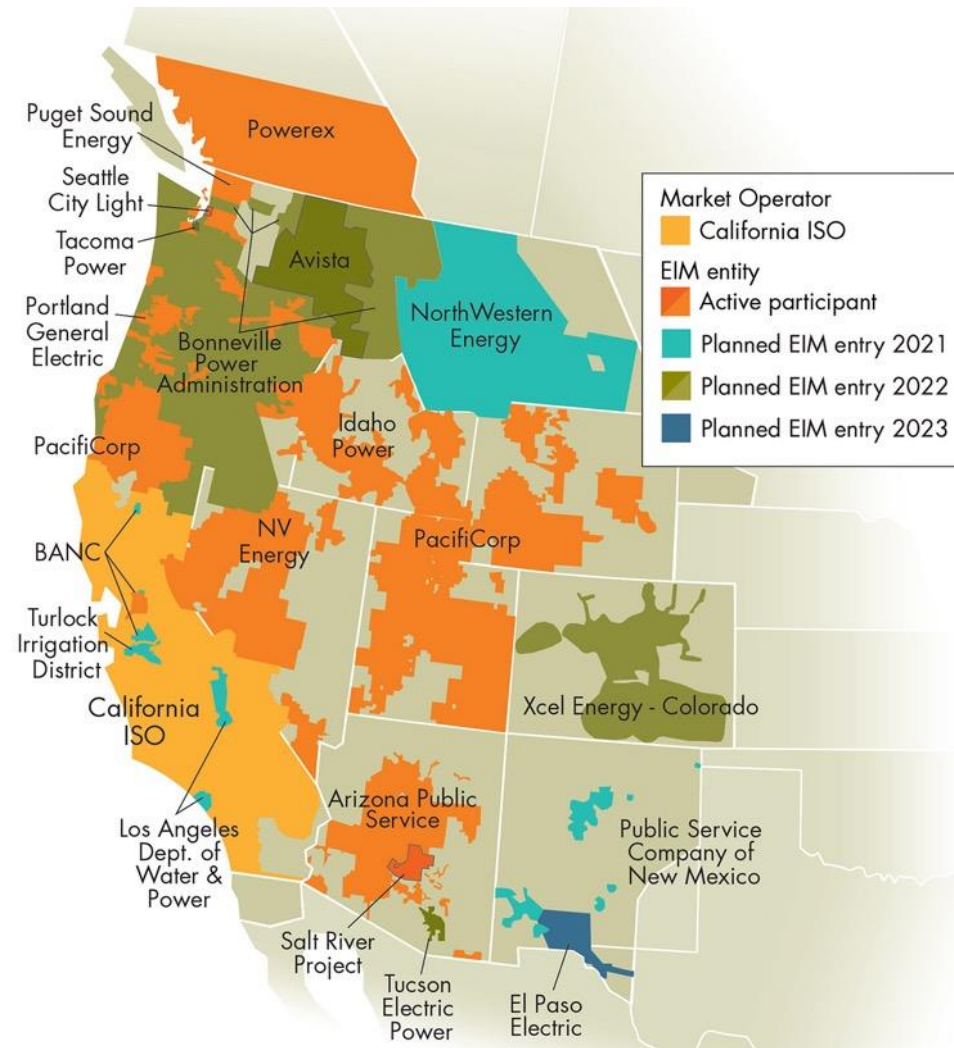 Powerex
Puget Sound
Energy
Seattle
City Light
Tacoma
Power
Portland
General
Electric
PacifiCorp
Avista
Bonneville
Power
Administration
NorthWestern
Energy
Idaho
Power
Market Operator
California ISO
EIM entity
Active participant
Planned EIM entry 2021
Planned EIM entry 2022
Planned EIM entry 2023
BANC
NV
Energy
PacifiCorp
Turlock
Irrigation
District
California
ISO
Xcel Energy - Colorado
Los Angeles
Dept. of
Water &
Power
Arizona Public
Service
Public Service
Company of
New Mexico
Salt River
Project
Tucson
Electric
Power
El Paso
Electric